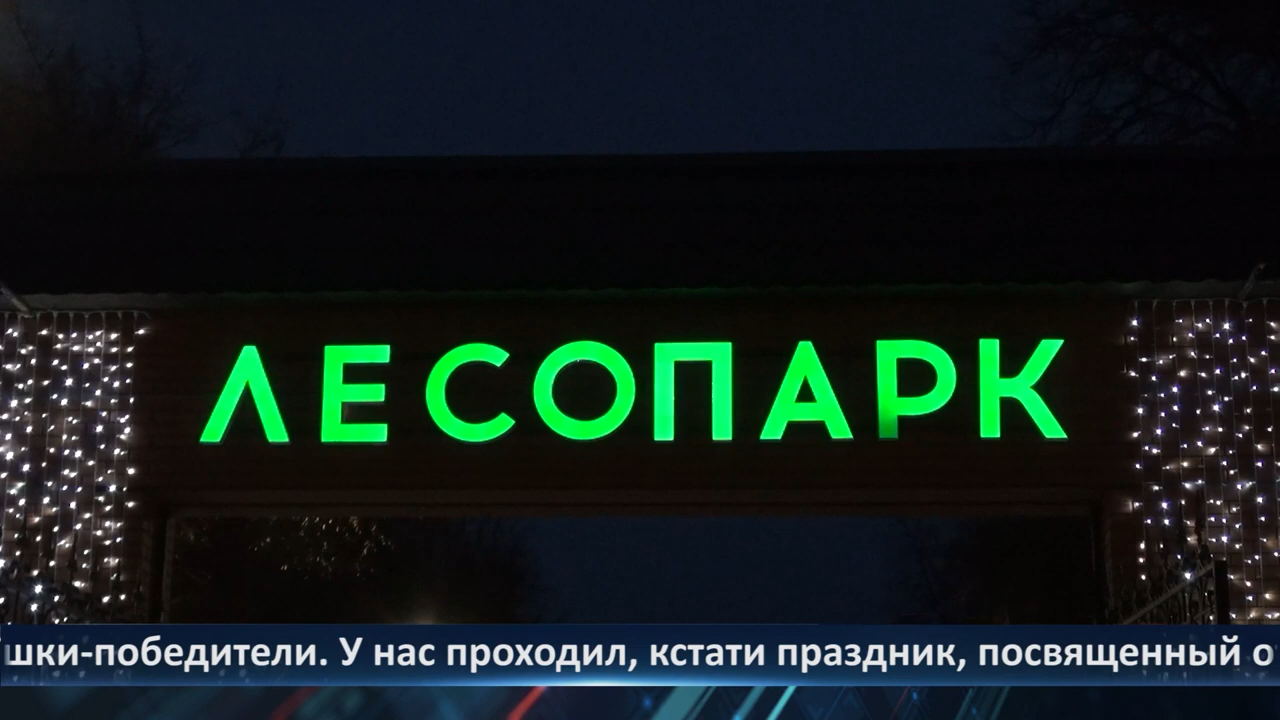 ЛЕСОПАРК
шки-победители. У нас проходил, кстати праздник, посвященный о